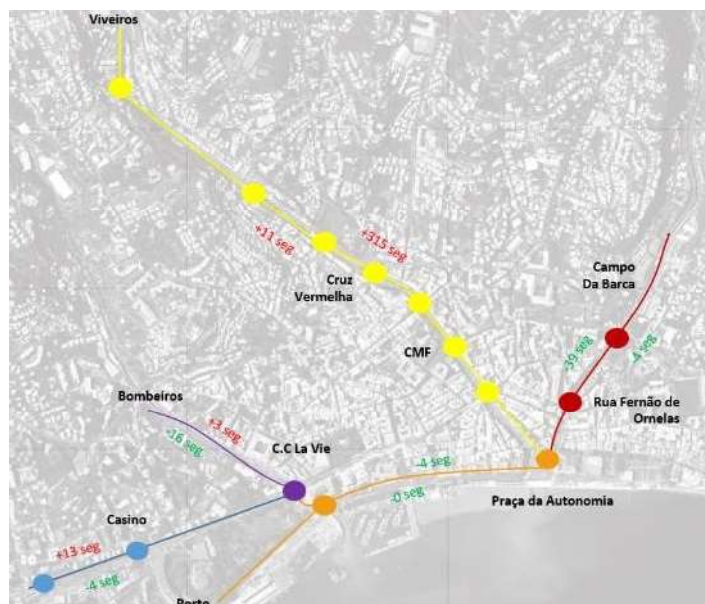 Viveiros
+11 seg
+315 seg
Cruz
Vermelha
Campo
Da Barca
-39 seg
-4 seg
CMF
Bombeiros
+3 seg
-16 seg
Rua Fernão de
Ornelas
C.C La Vie
-4 seg
-0 seg
Praça da Autonomia
Casino
+13 seg
-4 seg
Porto